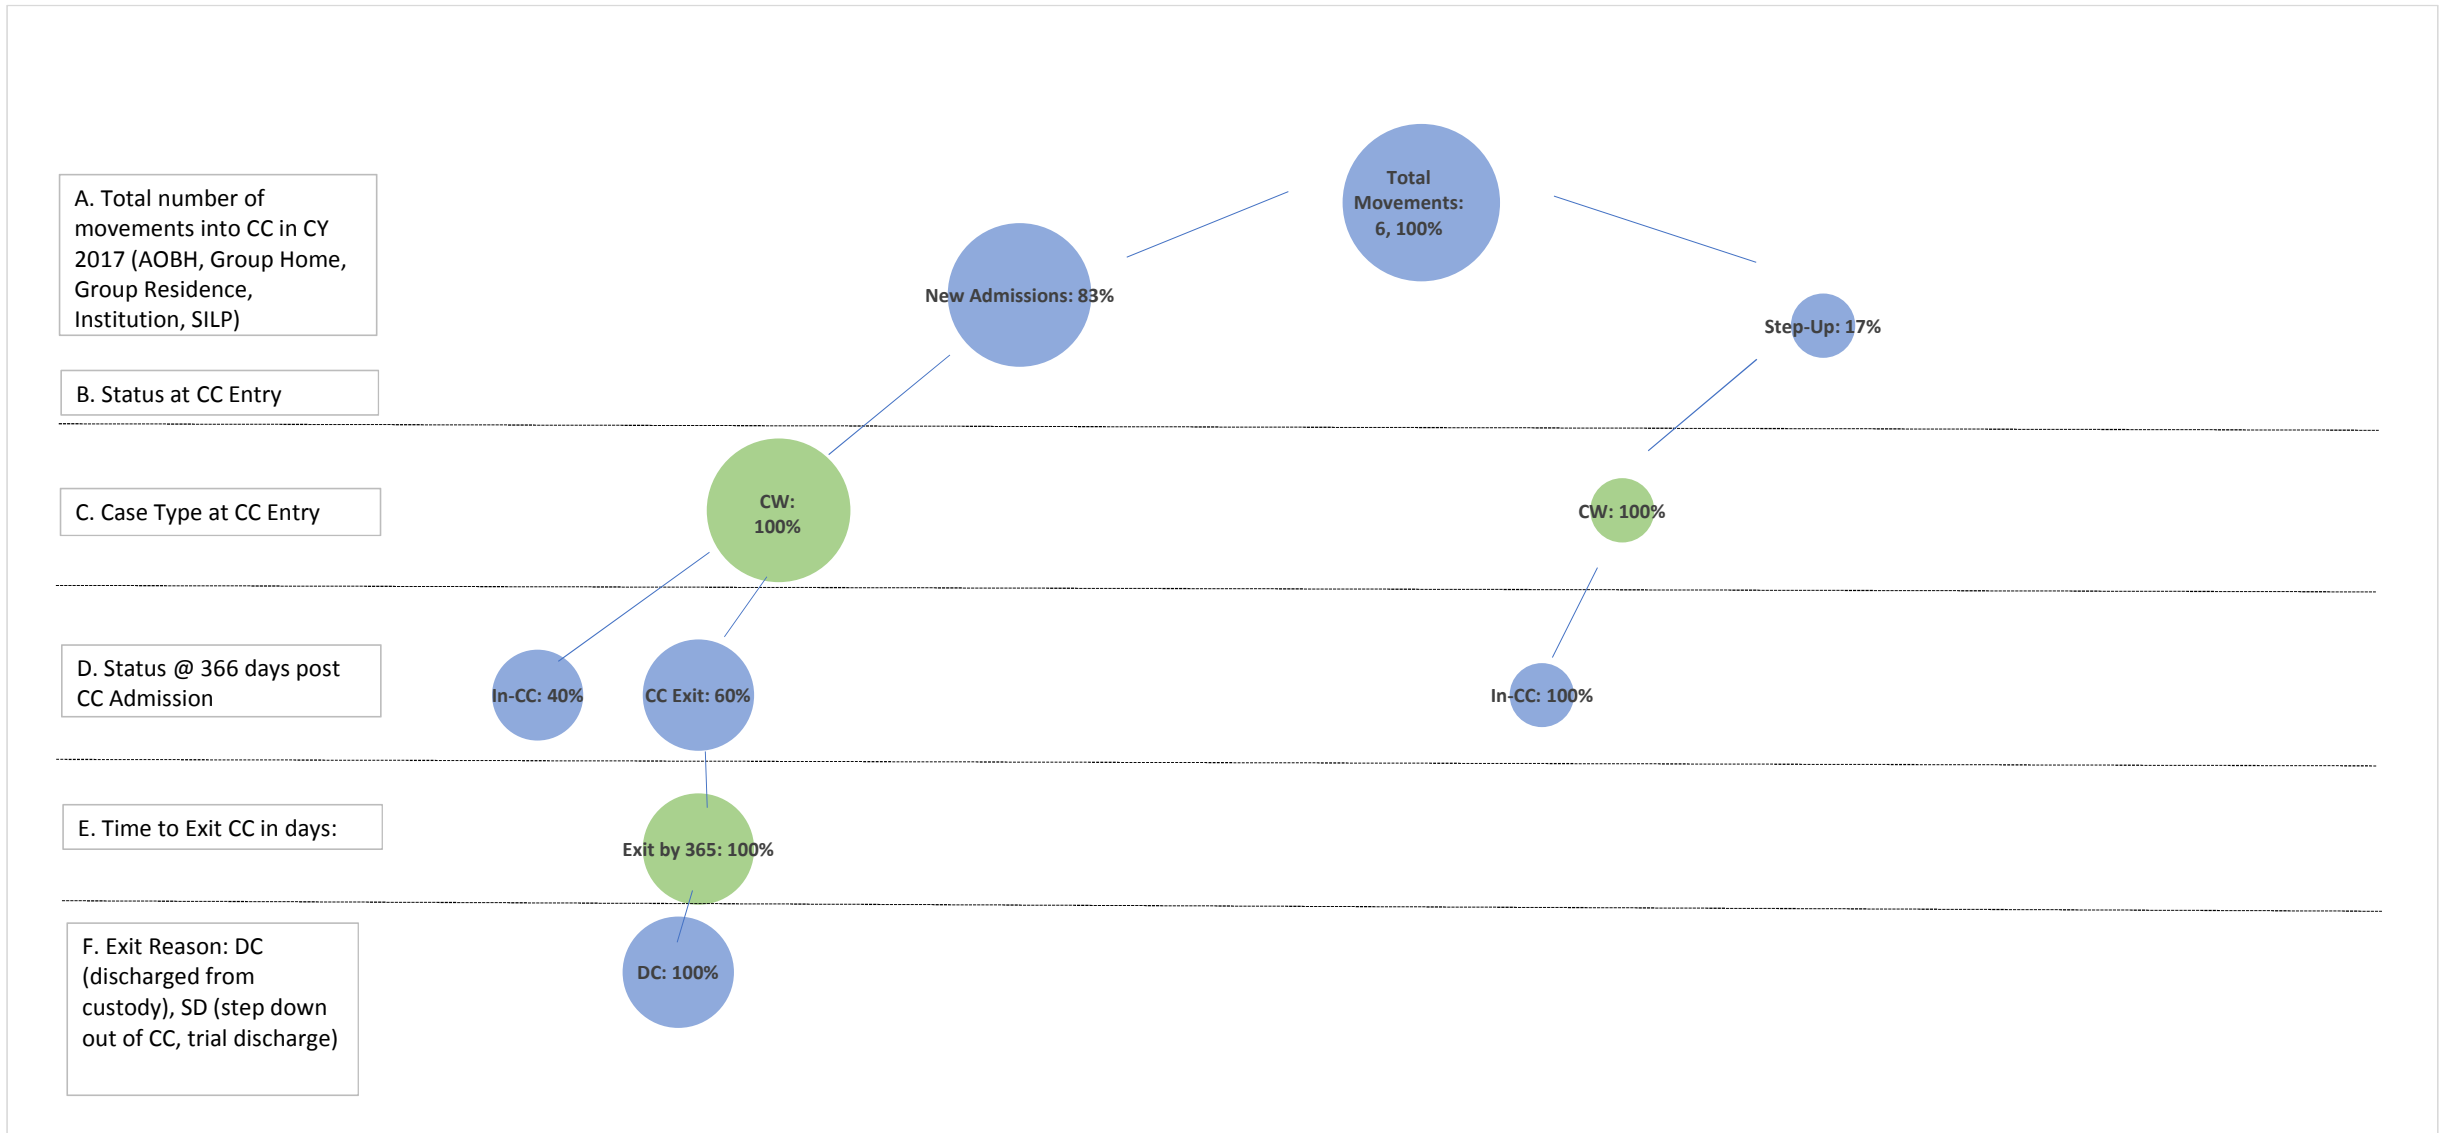 Total
Movements:
6, 100%
A. Total number of
movements into CC in CY
2017 (AOBH, Group Home,
Group Residence,
Institution, SILP)
New Admissions: 83%
Step-Up: 17%
B. Status at CC Entry
C. Case Type at CC Entry
CW:
100%
CW: 100%
D. Status @ 366 days post
CC Admission
In-CC: 40%
CC Exit: 60%
In-CC: 100%
E. Time to Exit CC in days:
Exit by 365: 100%
F. Exit Reason: DC
(discharged from
custody), SD (step down
out of CC, trial discharge)
DC: 100%